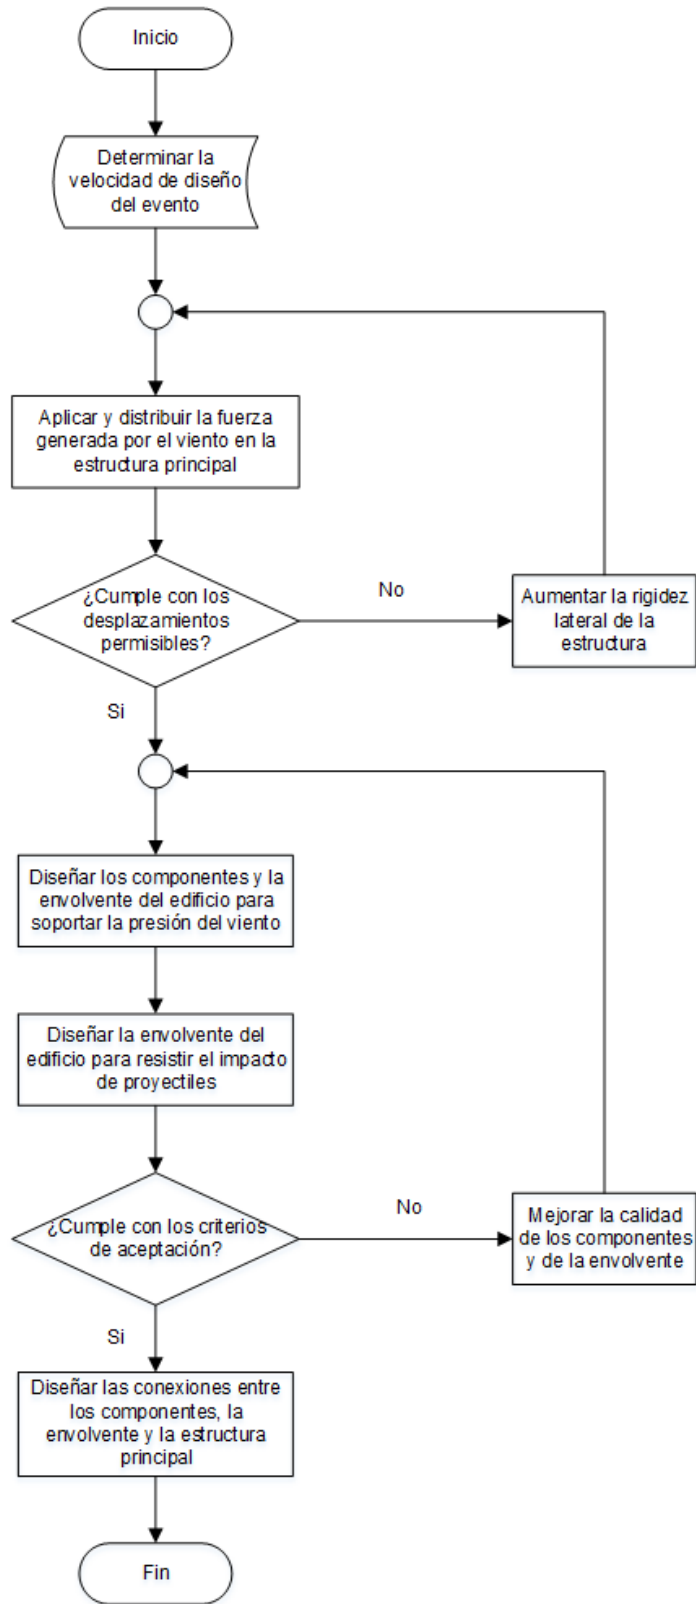 Inicio
Determinar la
velocidad de diseño
del evento
Aplicar y distribuir la fuerza
generada por el viento en la
estructura principal
¿Cumple con los
desplazamientos
permisibles?
No
Aumentar la rigidez
lateral de la
estructura
Si
Diseñar los componentes y la
envolvente del edificio para
soportar la presión del viento
Diseñar la envolvente del
edificio para resistir el impacto
de proyectiles
¿Cumple con los criterios
de aceptación?
No
Mejorar la calidad
de los componentes
y de la envolvente
Si
Diseñar las conexiones entre
los componentes, la
envolvente y la estructura
principal
Fin